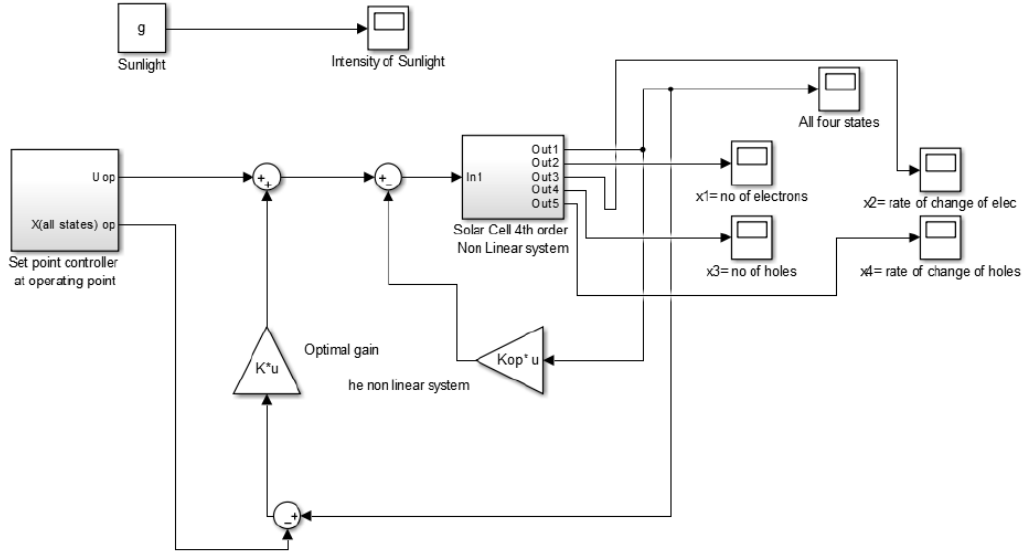 g
Sunlight
Intensity of Sunlight
All four states
U op
X(all states) op
Set point controller
at operating point
+
+
+
−
In1
Out1
Out2
Out3
Out4
Out5
Solar Cell 4th order
Non Linear system
x1= no of electrons
x2= rate of change of elec
x3= no of holes
x4= rate of change of holes
K*u
Optimal gain
Kop* u
he non linear system
−
+